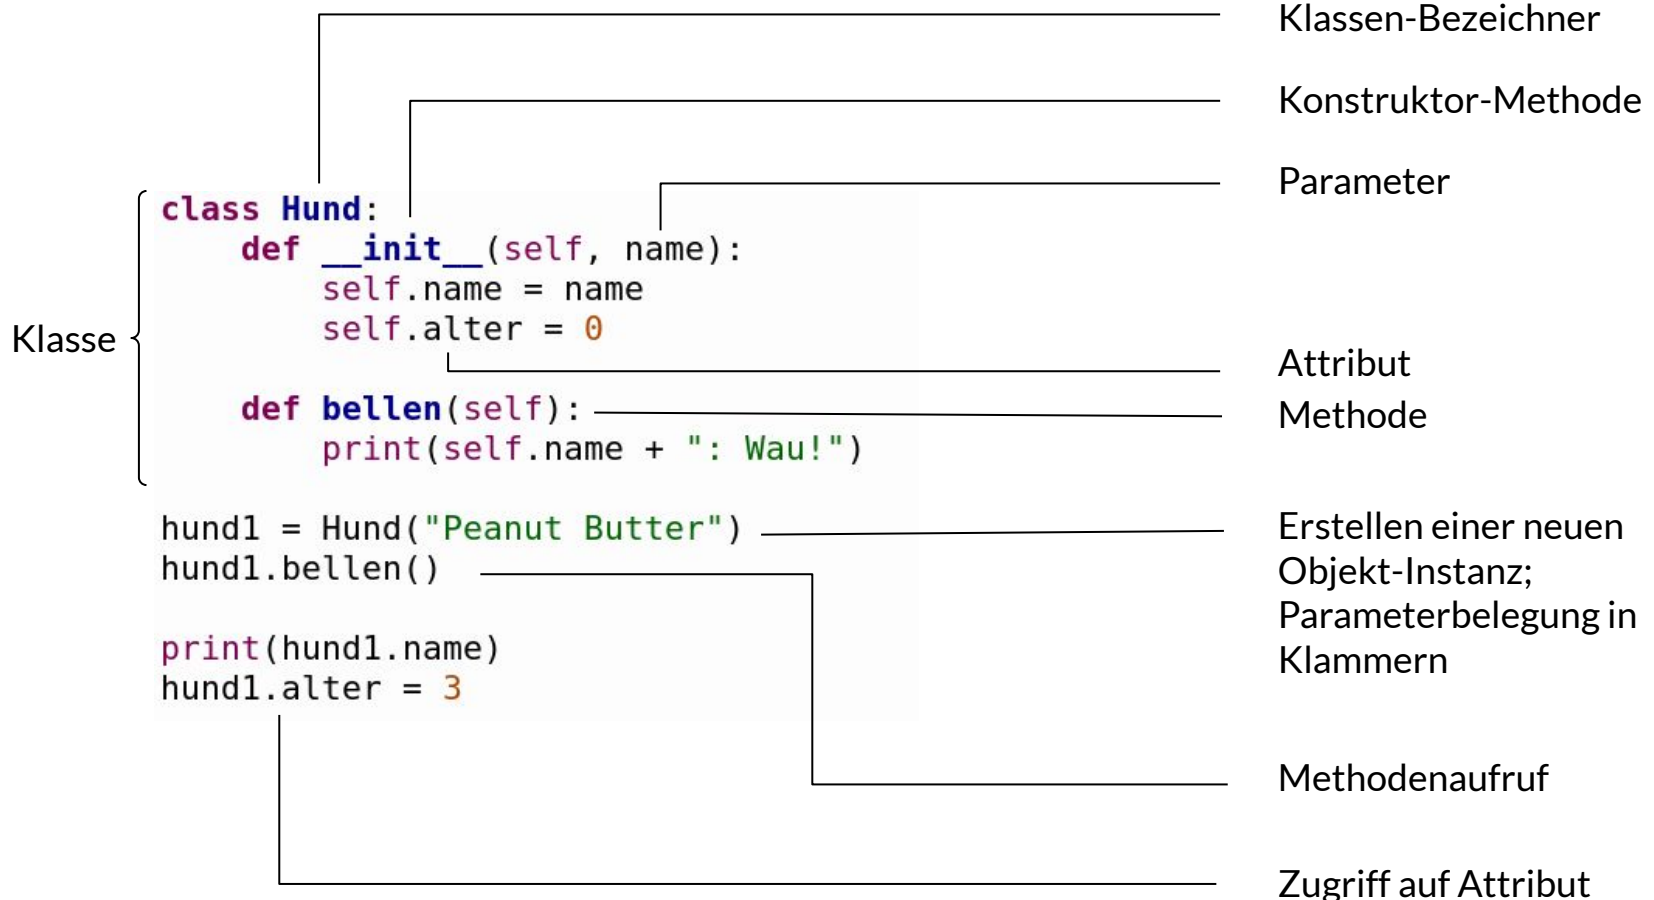 Klassen-Bezeichner
Konstruktor-Methode
Parameter
Klasse
class Hund:
    def __init__(self, name):
        self.name = name
        self.alter = 0

    def bellen(self):
        print(self.name + ": Wau!")

hund1 = Hund("Peanut Butter")
hund1.bellen()

print(hund1.name)
hund1.alter = 3
Attribut
Methode
Erstellen einer neuen
Objekt-Instanz;
Parameterbelegung in
Klammern
Methodenaufruf
Zugriff auf Attribut